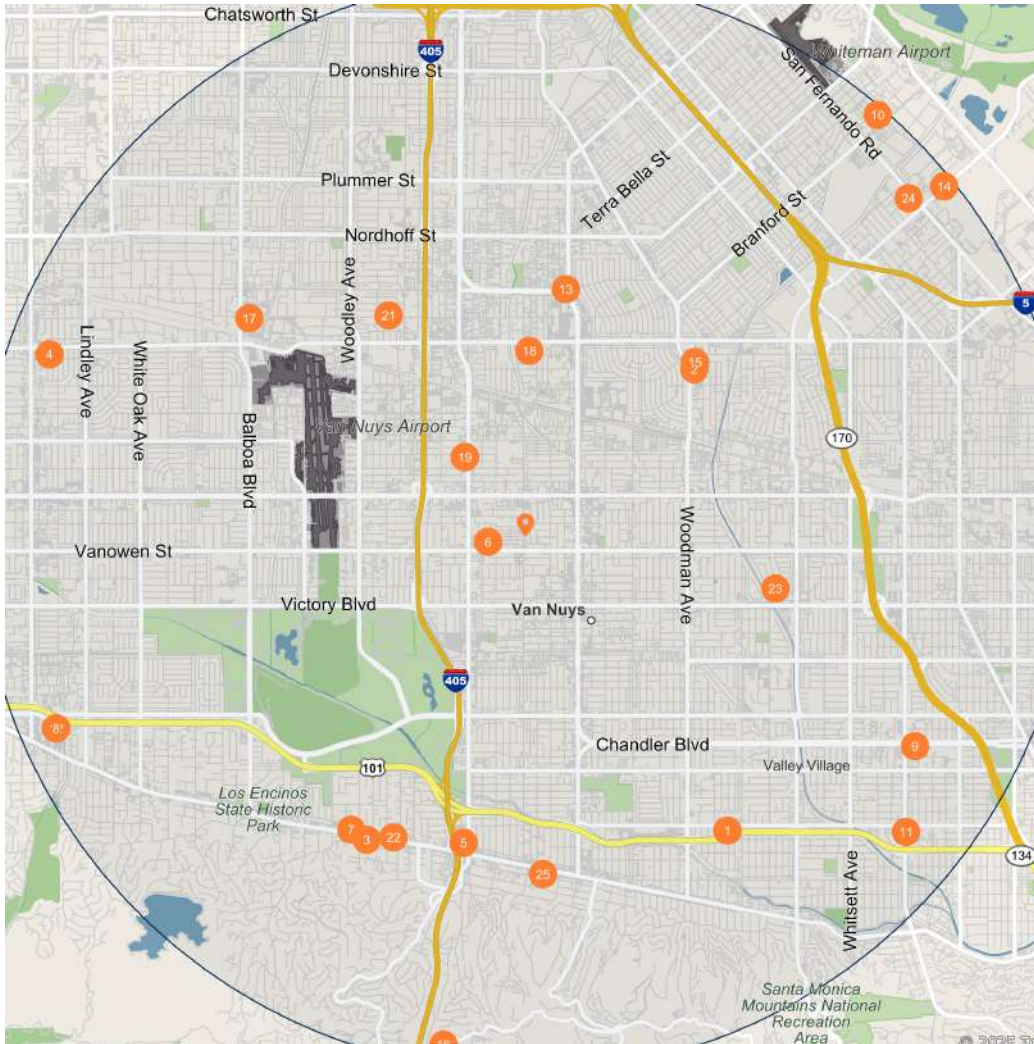 Chatsworth St
405
Devonshire St
Whiteman Airport
San Fernando Rd
10
Plummer St
Terra Bella St
14
24
Branford St
Nordhoff St
Woodley Ave
13
5
21
17
Lindley Ave
White Oak Ave
4
18
15
2
Balboa Blvd
Van Nuys Airport
170
19
6
Vanowen St
Woodman Ave
23
Victory Blvd
Van Nuys
405
Chandler Blvd
9
101
Valley Village
Los Encinos
State Historic
Park
7
3
22
5
1
11
134
25
Whitsett Ave
Santa Monica
Mountains National
Recreation
Area
© 2025